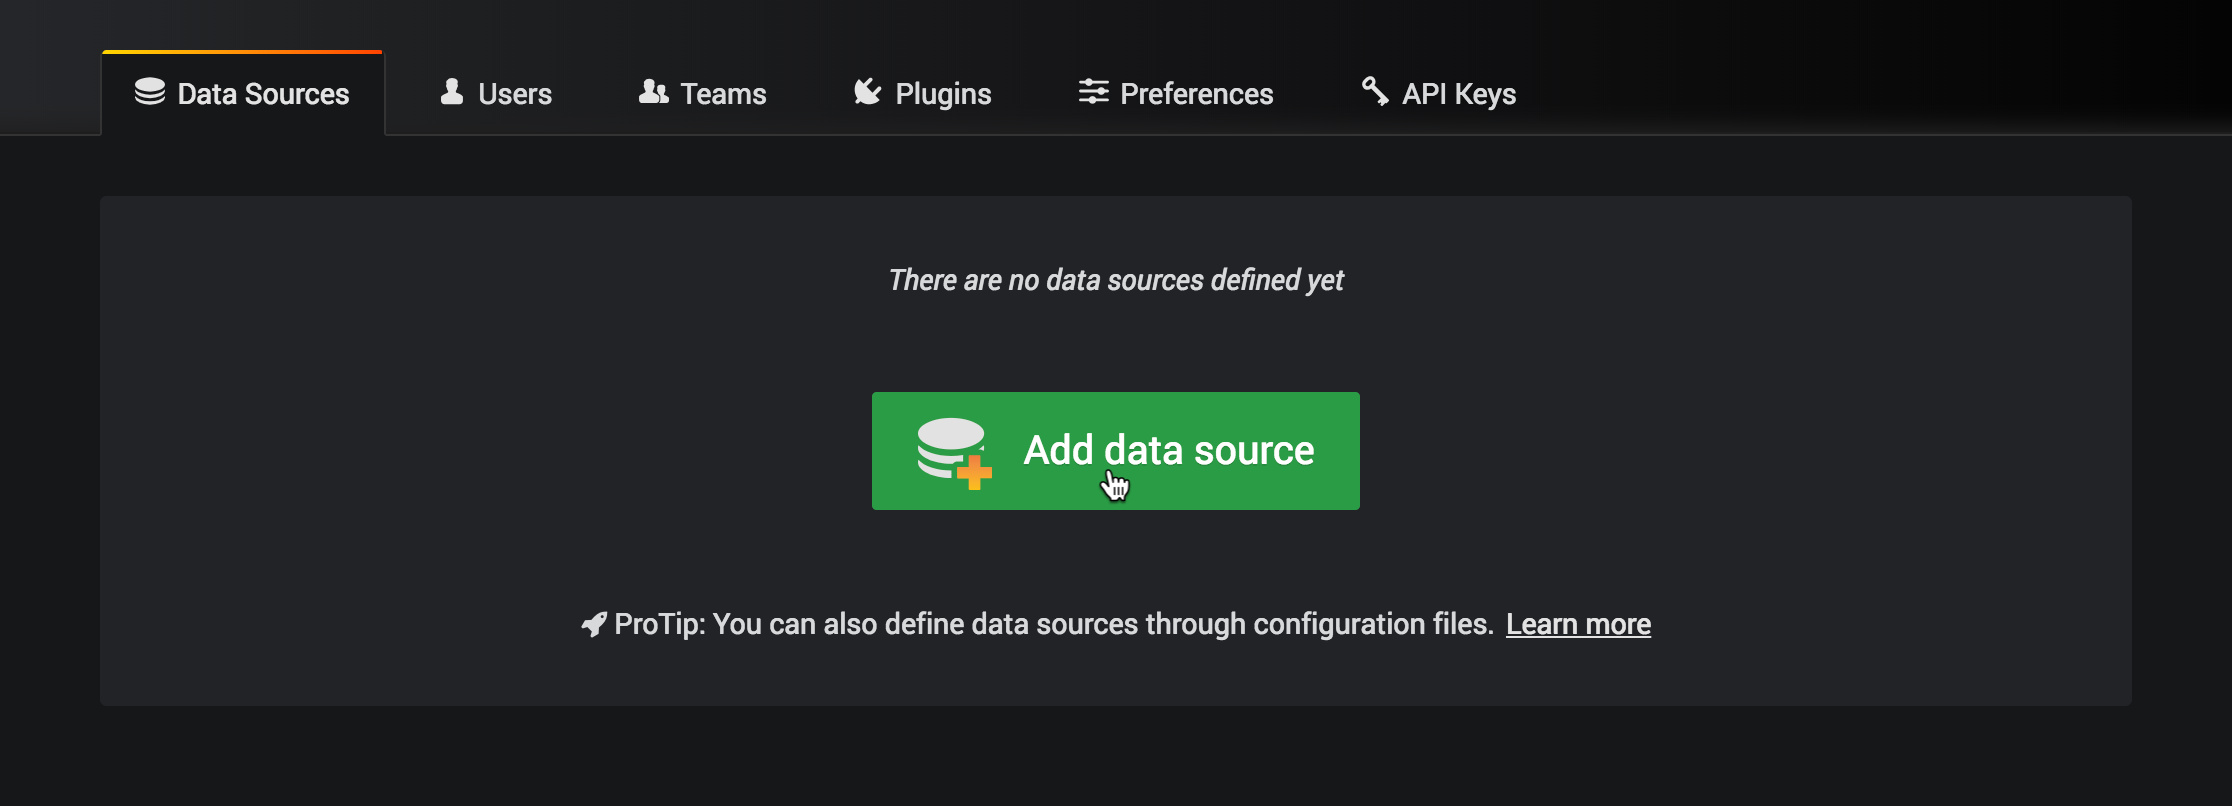 Data Sources Users Teams Plugins Preferences API Keys
There are no data sources defined yet
Add data source
ProTip: You can also define data sources through configuration files. Learn more